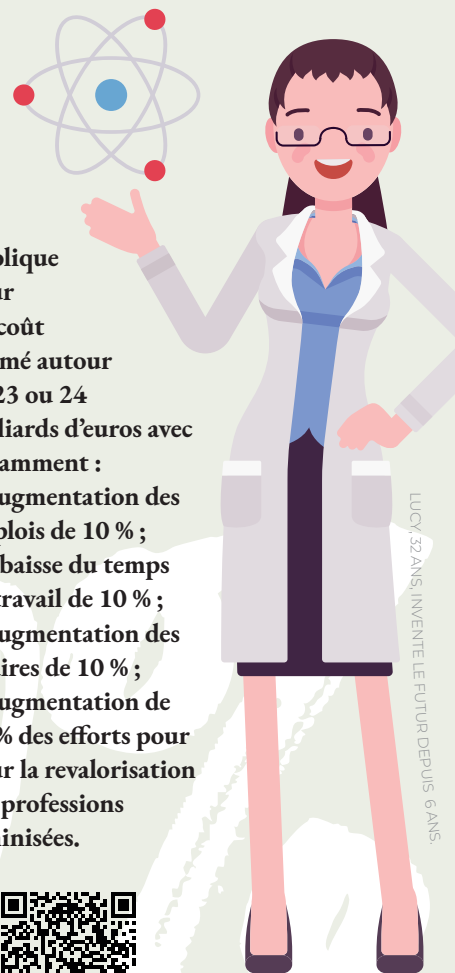 olique
ur
coût
mé autour
23 ou 24
liards d’euros avec
amment :
ugmentation des
plois de 10 % ;
baisse du temps
travail de 10 % ;
ugmentation des
ires de 10 % ;
ugmentation de
% des efforts pour
ur la revalorisation
professions
inisées.
LUCY, 32 ANS, INVENTE LE FUTUR DEPUIS 6 ANS.